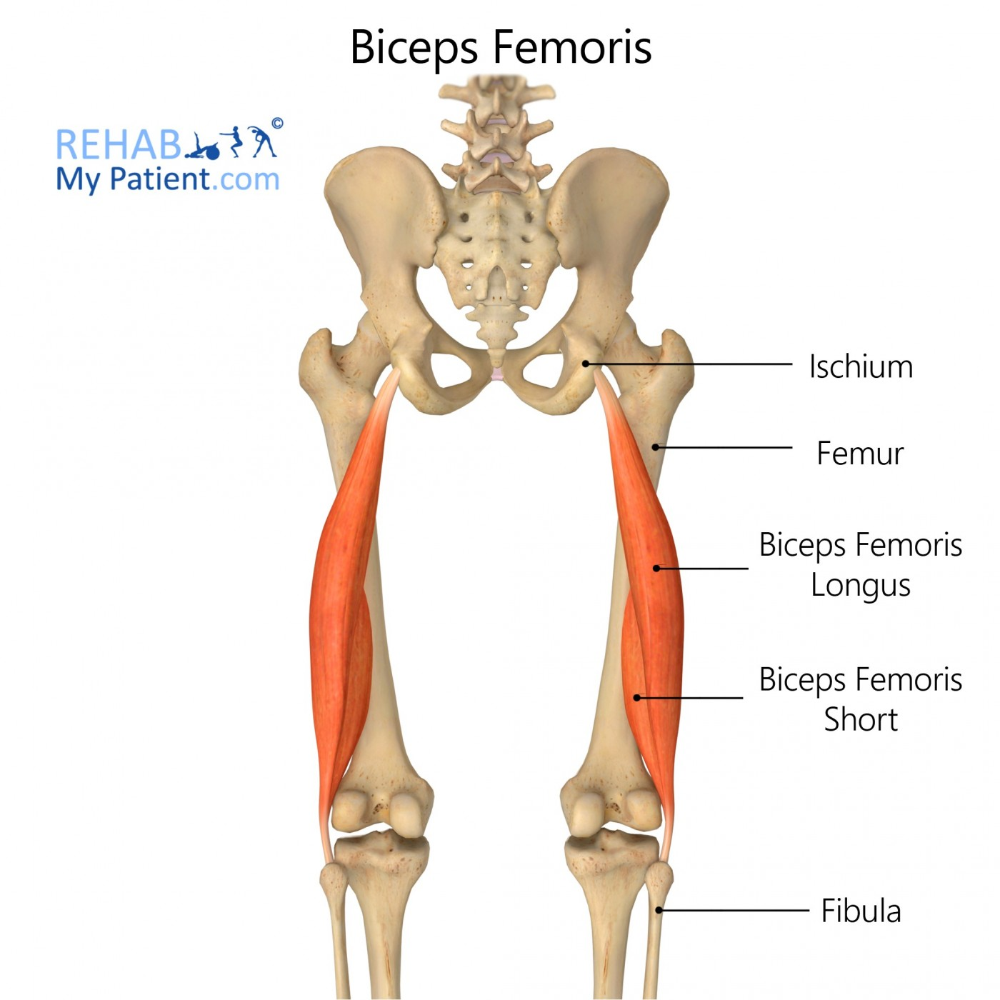 Biceps Femoris
REHAB ©
My Patient.com
Ischium
Femur
Biceps Femoris
Longus
Biceps Femoris
Short
Fibula